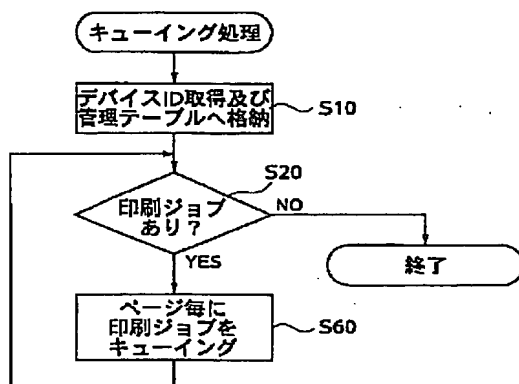 キューイング処理
デバイスID取得及び
管理テーブルへ格納
S10
S20
印刷ジョブ
あり？
NO
YES
終了
ページ毎に
印刷ジョブを
キューイング
S60